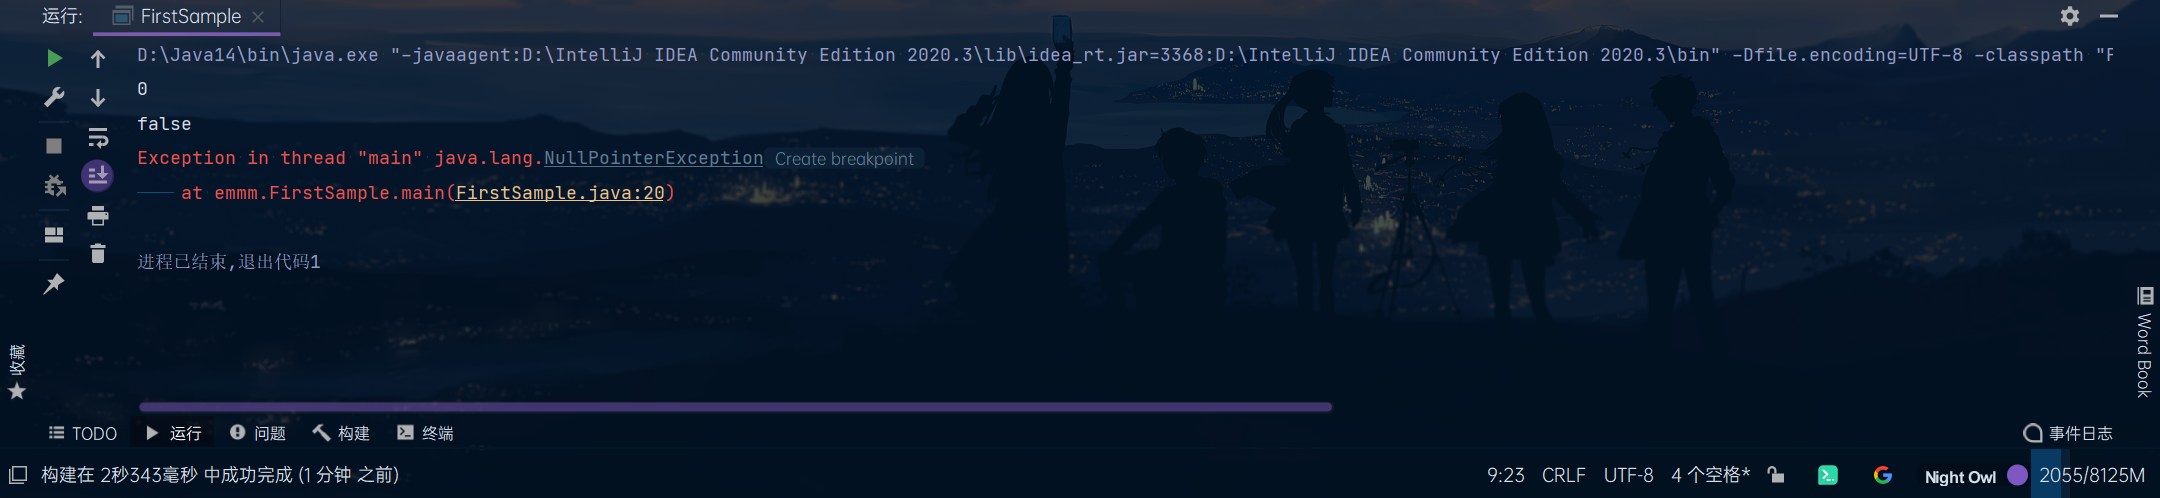 运行: FirstSample
D:\Java14\bin\java.exe "-javaagent:D:\IntelliJ IDEA Community Edition 2020.3\lib\idea_rt.jar=3368:D:\IntelliJ IDEA Community Edition 2020.3\bin" -Dfile.encoding=UTF-8 -classpath "F
0
false
Exception in thread "main" java.lang.NullPointerException Create breakpoint
at emmm.FirstSample.main(FirstSample.java:20)
进程已结束,退出代码1
收藏
Word Book
TODO 运行 问题 构建 终端 事件日志
构建在 2秒343毫秒 中成功完成 (1 分钟 之前) 9:23 CRLF UTF-8 4 个空格* Night Owl 2055/8125M